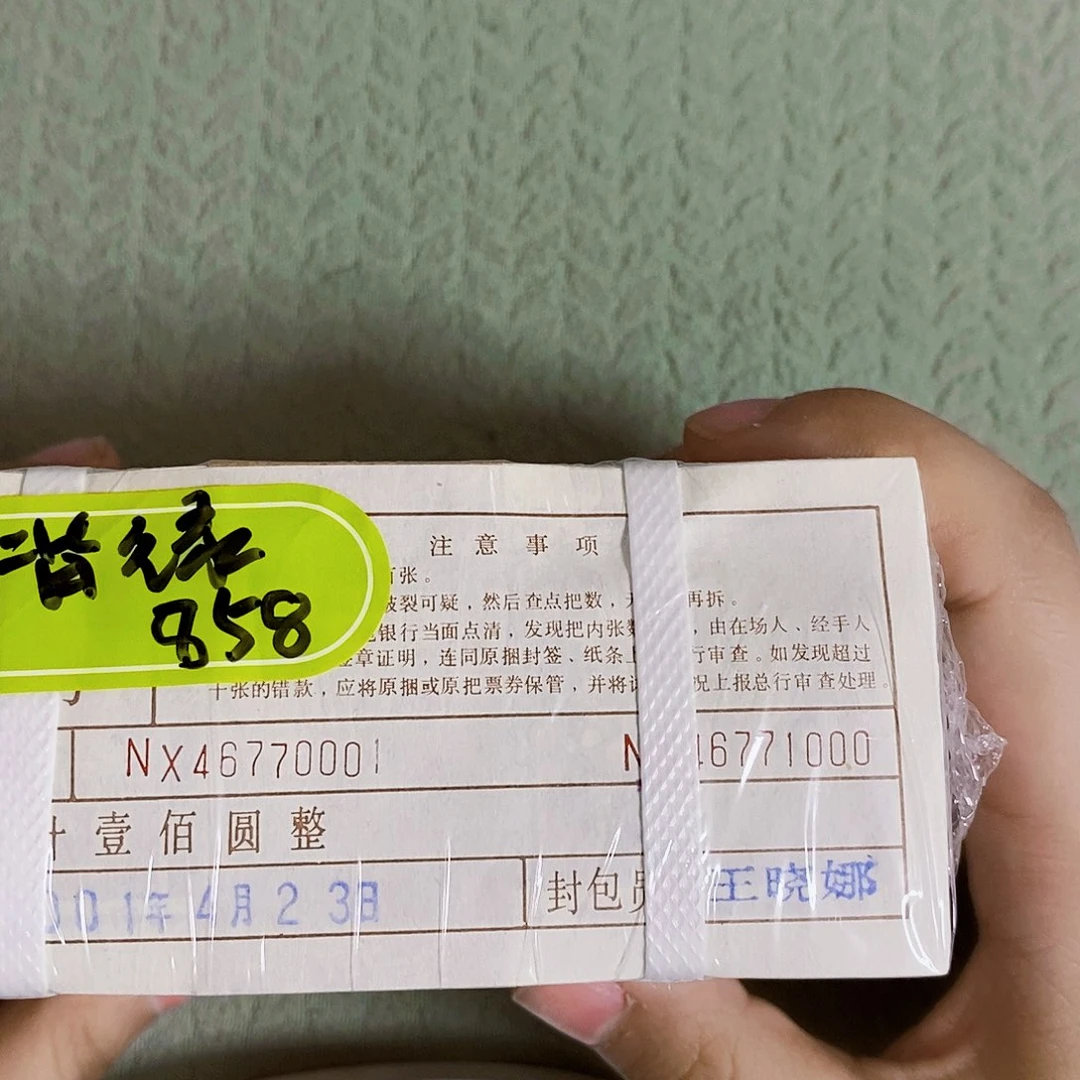 858
注意事项
张。
破裂可疑，然后查点把数，
再拆。
银行当面点清，发现把内张
，由在场人、经手人
章证明，连同原捆封签、纸条
行审查。如发现超过
十张的错款，应将原捆或原把票券保管，并将
况上报总行审查处理。
NX46770001
N 46771000
壹佰圆整
001年4月23日
封包员
王晓娜